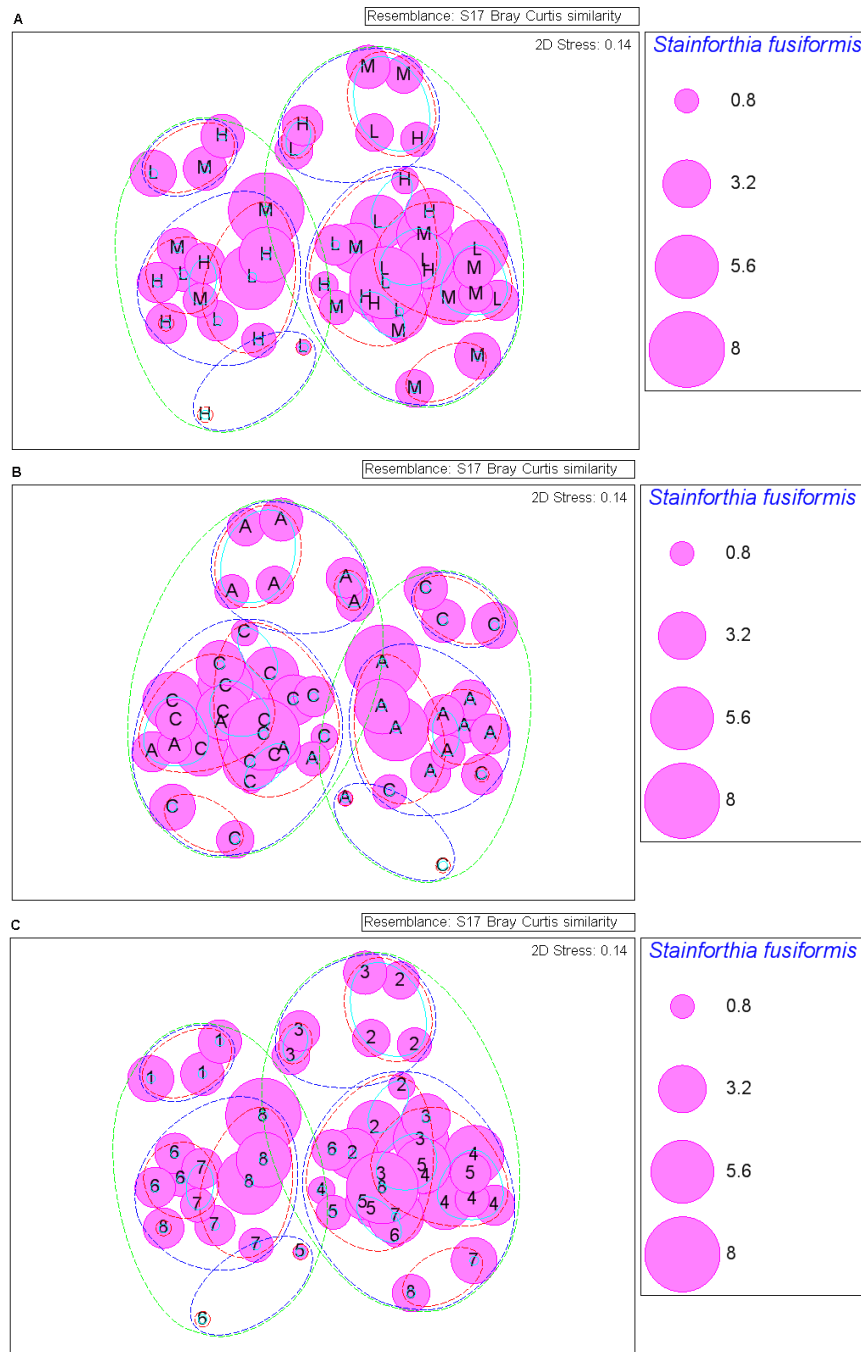 A
Resemblance: S17 Bray Curtis similarity
2D Stress: 0.14
M M
H H L H
L
L M
H
M L H
M L M M L
H H L L H M
H L L L H
M H H M M L
H L M L
H L M
M
M
H
Stainforthia fusiformis
0.8
3.2
5.6
8
B
Resemblance: S17 Bray Curtis similarity
2D Stress: 0.14
A A
A A A C
A
C C
C
C C A
C C C C A
C C C A A
C A C A A A
A A C C A C A
C C A C
C A
C
C
C
Stainforthia fusiformis
0.8
3.2
5.6
8
C
Resemblance: S17 Bray Curtis similarity
2D Stress: 0.14
3 2
1 3 2 2
3
1 1
2
8 2 3
3 6 2 4
6 8 7 5 3 4 5
6 6 8 8 4
7 5 5 4 4 4
8 7 5 7
7 5 6
7
8
6
Stainforthia fusiformis
0.8
3.2
5.6
8